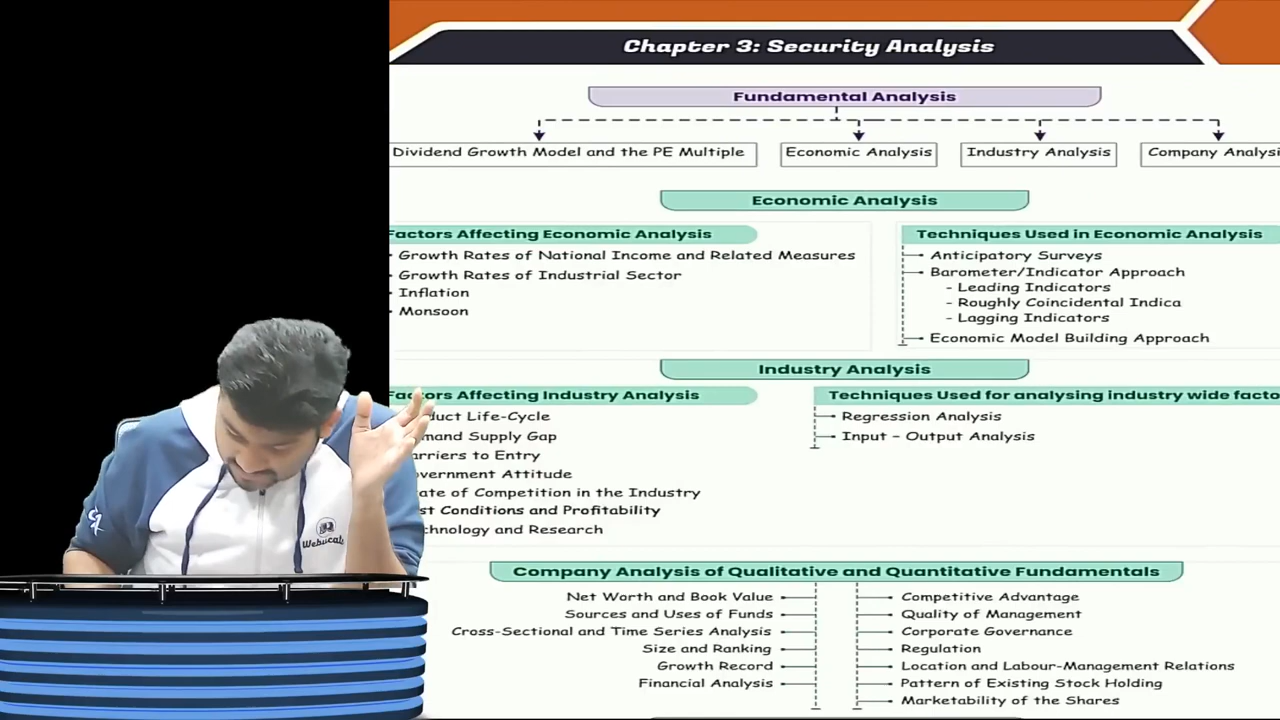 Chapter 3: Security Analysis
Fundamental Analysis
Dividend Growth Model and the PE Multiple
Economic Analysis
Industry Analysis
Company Analysi
Economic Analysis
Factors Affecting Economic Analysis
Growth Rates of National Income and Related Measures
Growth Rates of Industrial Sector
Inflation
Monsoon
Techniques Used in Economic Analysis
Anticipatory Surveys
Barometer/Indicator Approach
- Leading Indicators
- Roughly Coincidental Indica
- Lagging Indicators
Economic Model Building Approach
Industry Analysis
Factors Affecting Industry Analysis
duct Life-Cycle
mand Supply Gap
arriers to Entry
overnment Attitude
ate of Competition in the Industry
st Conditions and Profitability
chnology and Research
Techniques Used for analysing industry wide facto
Regression Analysis
Input - Output Analysis
Company Analysis of Qualitative and Quantitative Fundamentals
Net Worth and Book Value
Sources and Uses of Funds
Cross-Sectional and Time Series Analysis
Size and Ranking
Growth Record
Financial Analysis
Competitive Advantage
Quality of Management
Corporate Governance
Regulation
Location and Labour-Management Relations
Pattern of Existing Stock Holding
Marketability of the Shares